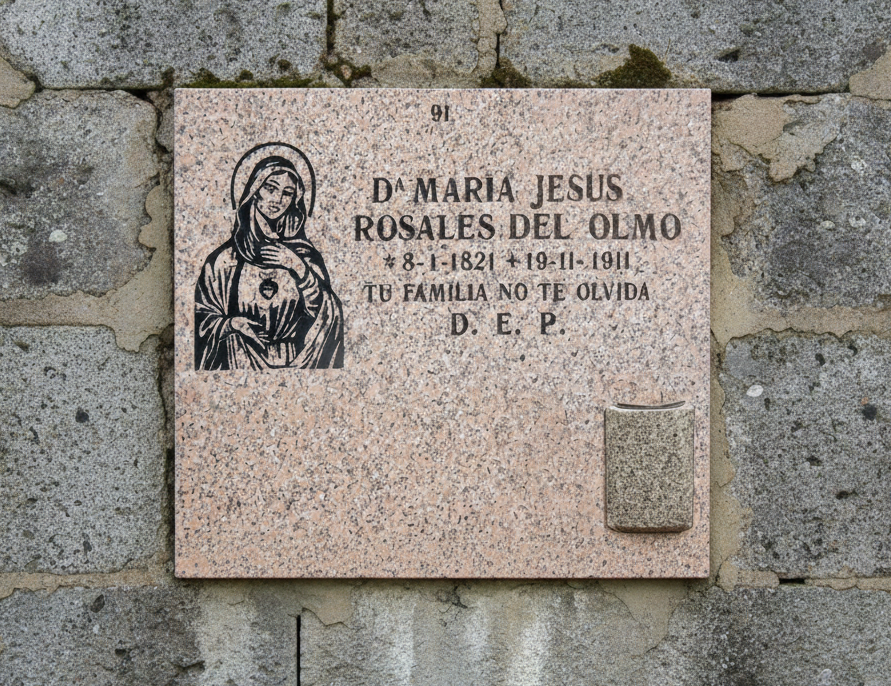 91
Dª MARIA JESUS
ROSALES DEL OLMO
*8-1-1821 +19-11-1911
TU FAMILIA NO TE OLVIDA
D. E. P.